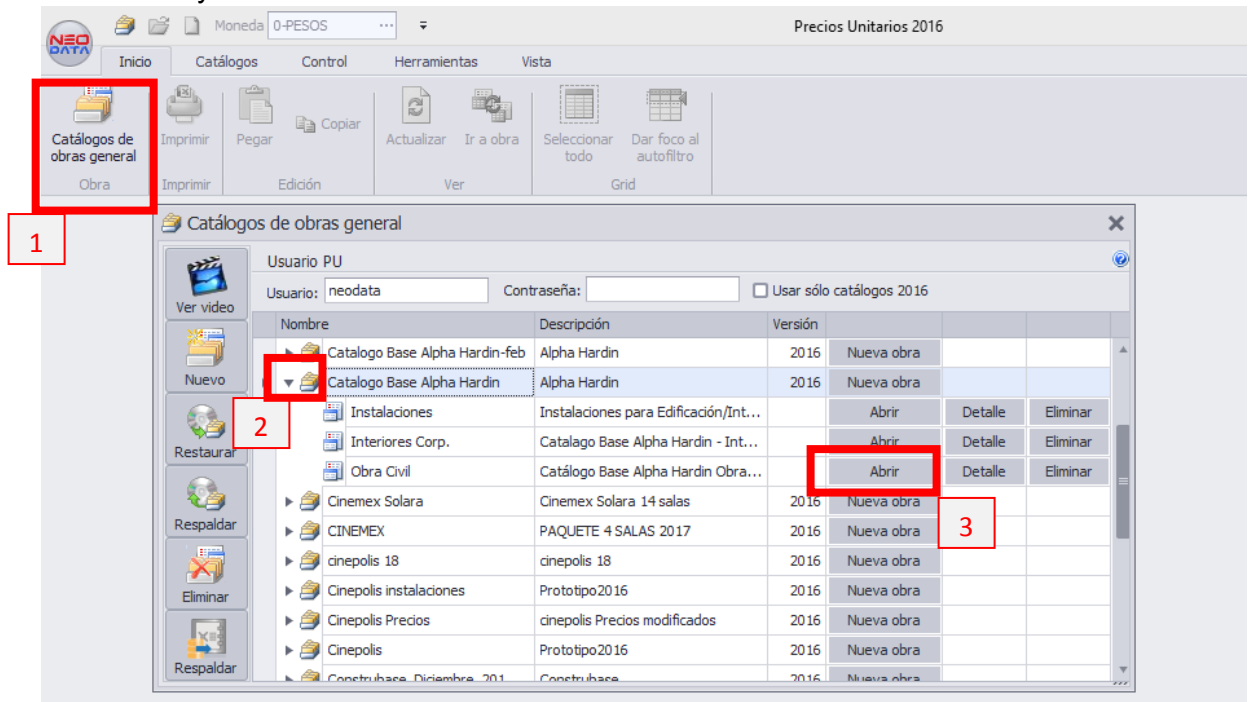 y
NEO
DATA
Moneda 0-PESOS ...
Precios Unitarios 2016
Inicio Catálogos Control Herramientas Vista
Catálogos de
obras general
Imprimir
Pegar
Copiar
Actualizar
Ir a obra
Seleccionar
todo
Dar foco al
autofiltro
Obra Imprimir Edición Ver Grid
1
Catálogos de obras general
Usuario PU
Usuario: neodata Contraseña: Usar sólo catálogos 2016
Ver video
Nuevo
Restaurar
Respaldar
Eliminar
Respaldar
Nombre Descripción Versión
Catalogo Base Alpha Hardin-feb Alpha Hardin 2016 Nueva obra
Catalogo Base Alpha Hardin Alpha Hardin 2016 Nueva obra
2
Instalaciones Instalaciones para Edificación/Int... Abrir Detalle Eliminar
Interiores Corp. Catalago Base Alpha Hardin - Int... Abrir Detalle Eliminar
Obra Civil Catálogo Base Alpha Hardin Obra... Abrir Detalle Eliminar
3
Cinemex Solara Cinemex Solara 14 salas 2016 Nueva obra
CINEMEX PAQUETE 4 SALAS 2017 2016 Nueva obra
cinepolis 18 cinepolis 18 2016 Nueva obra
Cinepolis instalaciones Prototipo2016 2016 Nueva obra
Cinepolis Precios cinepolis Precios modificados 2016 Nueva obra
Cinepolis Prototipo2016 2016 Nueva obra
Construbase Diciembre 201 Construbase 2016 Nueva obra